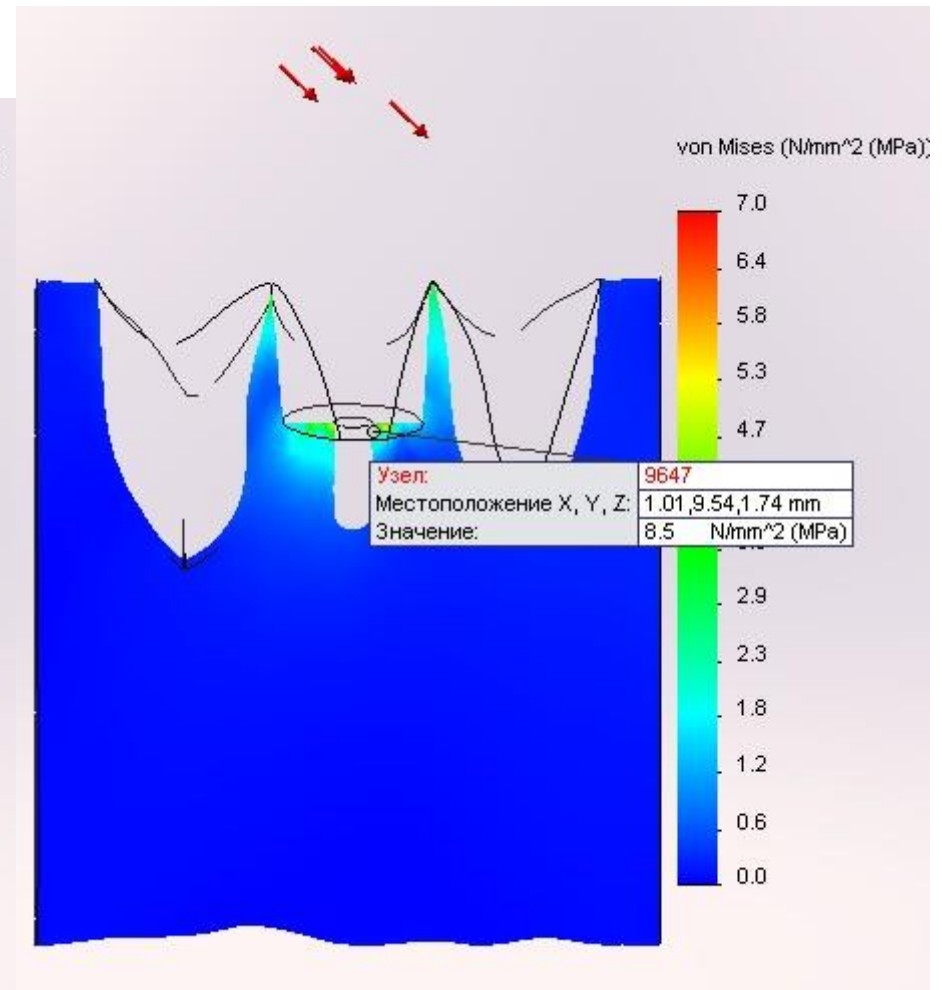 von Mises (N/mm^2 (MPa))
7.0
6.4
5.8
5.3
4.7
Узел: 9647
Местоположение X, Y, Z: 1.01,9.54,1.74 mm
Значение: 8.5 N/mm^2 (MPa)
2.9
2.3
1.8
1.2
0.6
0.0